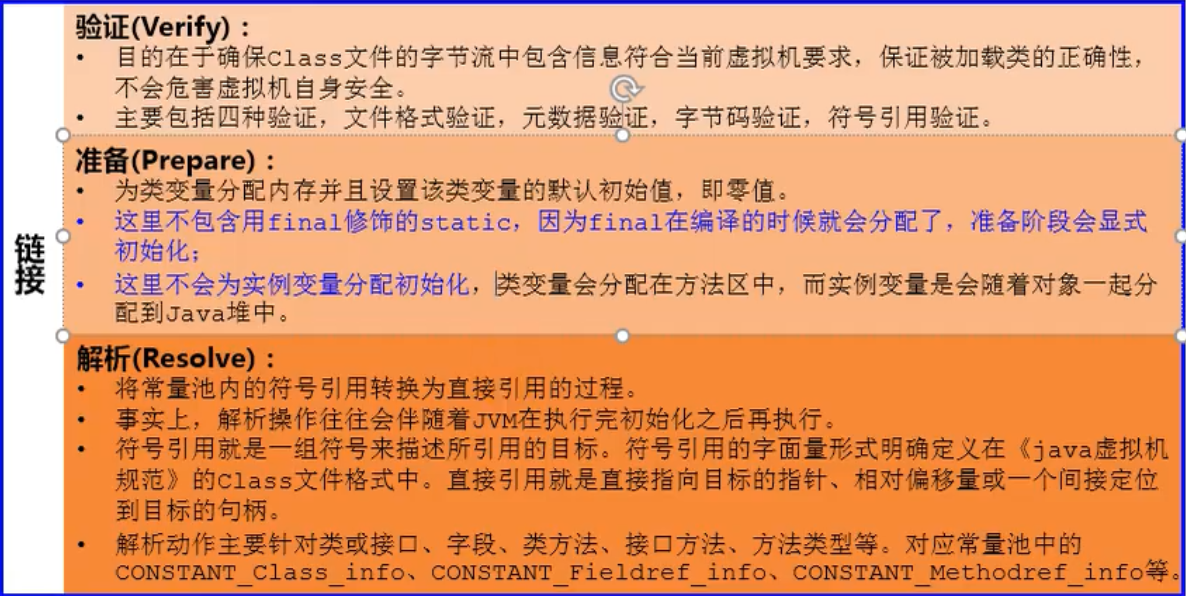 链接
验证(Verify)：
• 目的在于确保Class文件的字节流中包含信息符合当前虚拟机要求，保证被加载类的正确性，
不会危害虚拟机自身安全。
• 主要包括四种验证，文件格式验证，元数据验证，字节码验证，符号引用验证。
准备(Prepare)：
• 为类变量分配内存并且设置该类变量的默认初始值，即零值。
• 这里不包含用final修饰的static，因为final在编译的时候就会分配了，准备阶段会显式
初始化；
• 这里不会为实例变量分配初始化，类变量会分配在方法区中，而实例变量是会随着对象一起分
配到Java堆中。
解析(Resolve)：
• 将常量池内的符号引用转换为直接引用的过程。
• 事实上，解析操作往往会伴随着JVM在执行完初始化之后再执行。
• 符号引用就是一组符号来描述所引用的目标。符号引用的字面量形式明确定义在《java虚拟机
规范》的Class文件格式中。直接引用就是直接指向目标的指针、相对偏移量或一个间接定位
到目标的句柄。
• 解析动作主要针对类或接口、字段、类方法、接口方法、方法类型等。对应常量池中的
CONSTANT_Class_info、CONSTANT_Fieldref_info、CONSTANT_Methodref_info等。